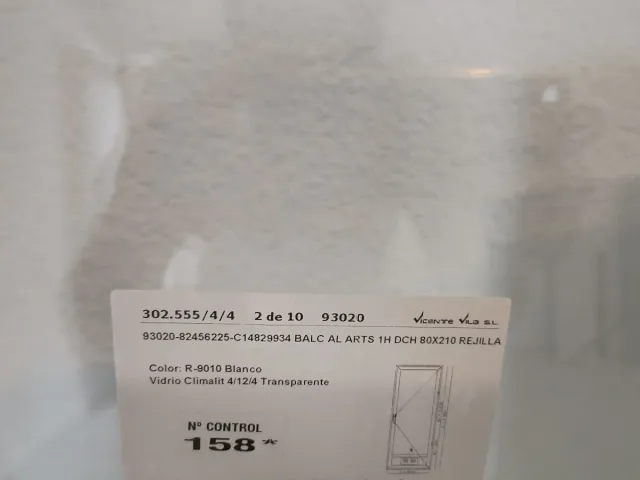 302.555/4/4 2 de 10 93020 VICENTE VILA S.L.
93020-82456225-C14829934 BALC AL ARTS 1H DCH 80X210 REJILLA
Color: R-9010 Blanco
Vidrio Climalit 4/12/4 Transparente
Nº CONTROL
158*